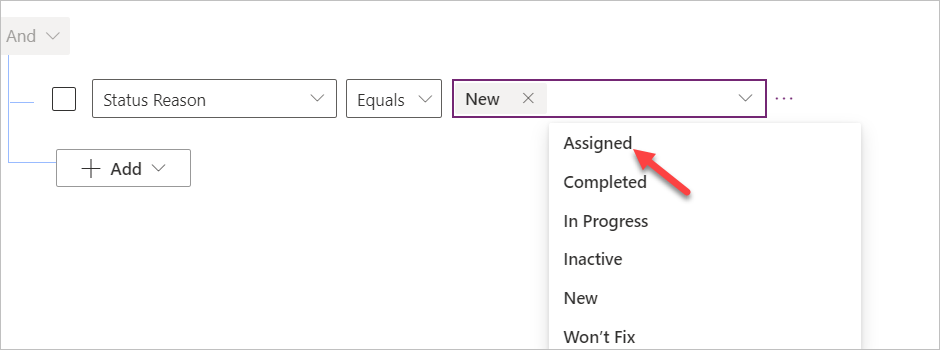 And
Status Reason Equals New
Add
Assigned
Completed
In Progress
Inactive
New
Won't Fix